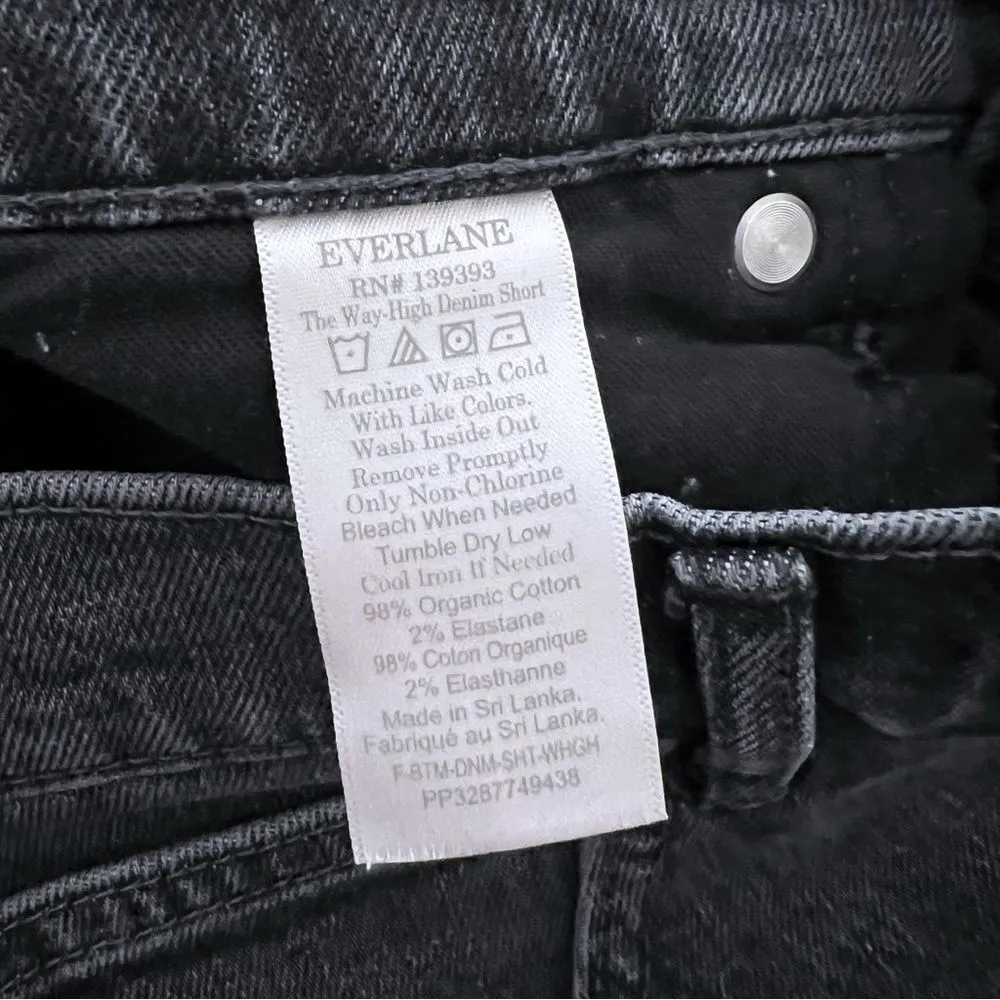 EVERLANE
RN# 139393
The Way-High Denim Short
Machine Wash Cold
With Like Colors.
Wash Inside Out
Remove Promptly
Only Non-Chlorine
Bleach When Needed
Tumble Dry Low
Cool Iron If Needed
98% Organic Cotton
2% Elastane
98% Coton Organique
2% Elasthanne
Made in Sri Lanka.
Fabriqué au Sri Lanka.
F-BTM-DNM-SHT-WHGH
PP3287749438